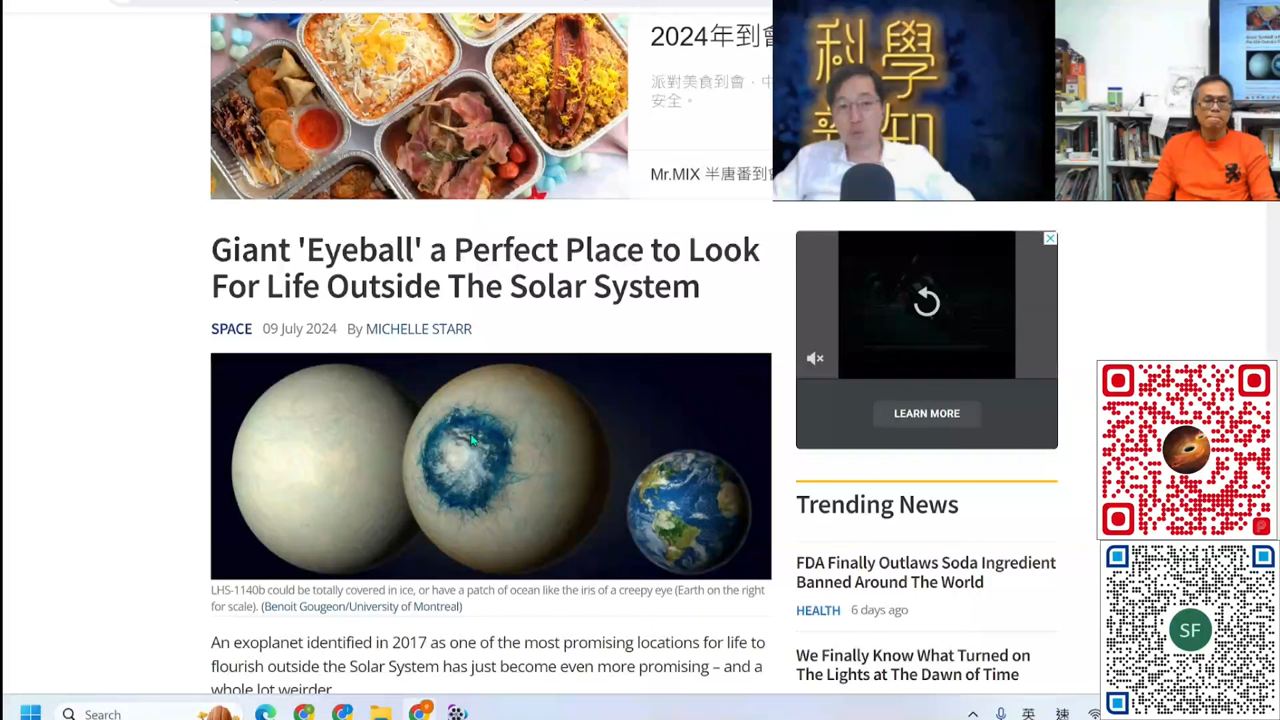 2024年到會
派對美食到會．中
安全。
Mr.MIX 半唐番到會
科學
新知
Giant 'Eyeball' a Perfect Place to Look
For Life Outside The Solar System
SPACE 09 July 2024 By MICHELLE STARR
LEARN MORE
LHS-1140b could be totally covered in ice, or have a patch of ocean like the iris of a creepy eye (Earth on the right
for scale). (Benoit Gougeon/University of Montreal)
An exoplanet identified in 2017 as one of the most promising locations for life to
flourish outside the Solar System has just become even more promising – and a
whole lot weirder
Trending News
FDA Finally Outlaws Soda Ingredient
Banned Around The World
HEALTH 6 days ago
We Finally Know What Turned on
The Lights at The Dawn of Time
SF
Search
英
速